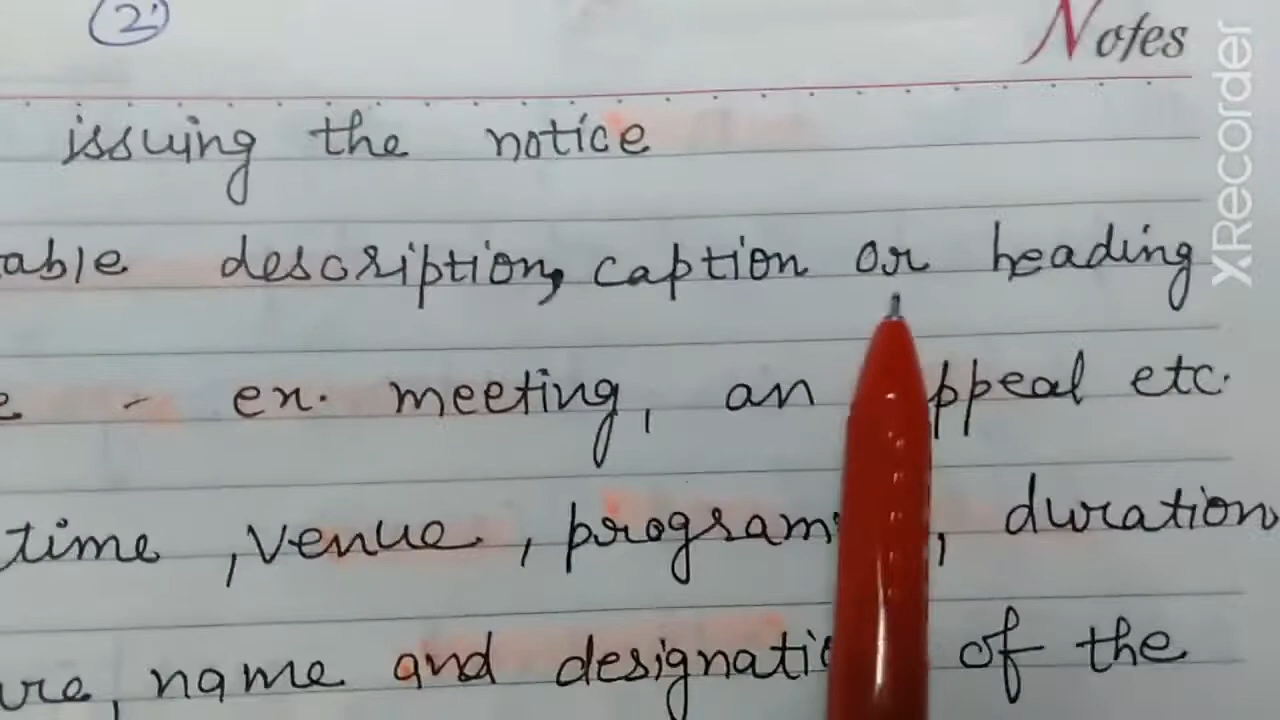 2.
Notes
issuing the notice
able description, caption or heading
- ex. meeting, an ppeal etc.
time, venue, program , duration
ure, name and designati of the
XRecorder